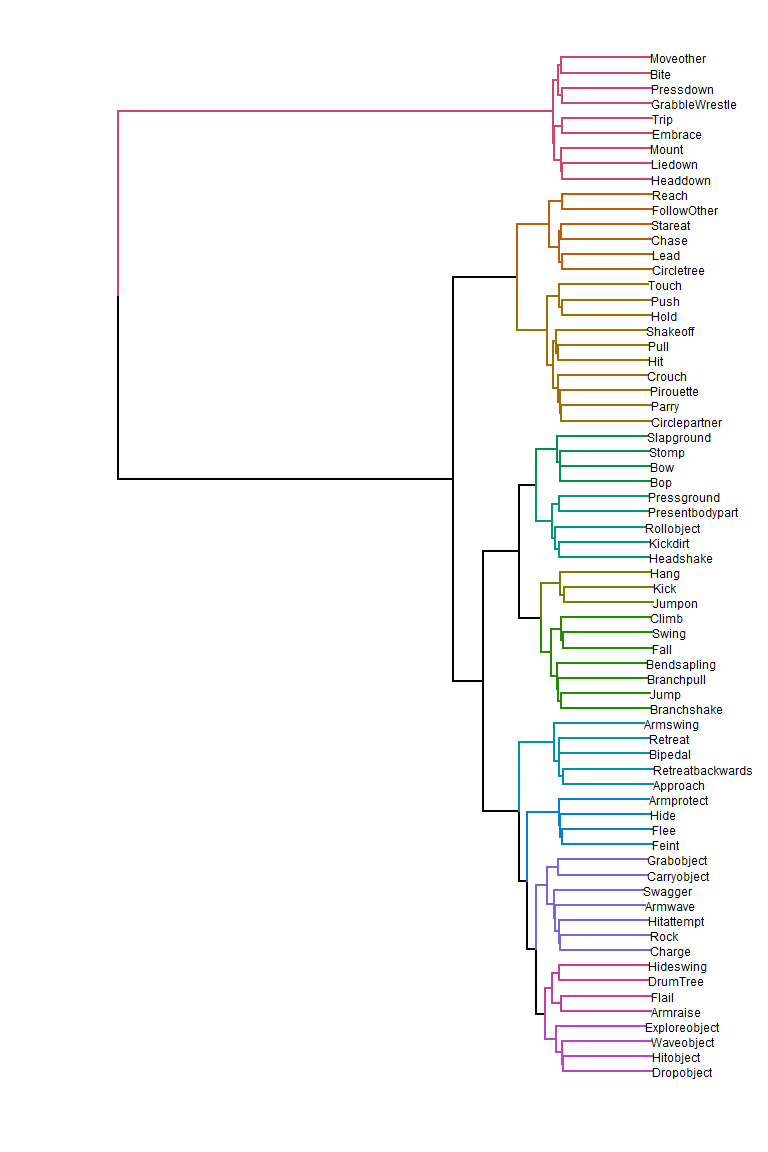 Moveother
Bite
Pressdown
GrabbleWrestle
Trip
Embrace
Mount
Liedown
Headdown
Reach
FollowOther
Stareat
Chase
Lead
Circletree
Touch
Push
Hold
Shakeoff
Pull
Hit
Crouch
Pirouette
Parry
Circlepartner
Slapground
Stomp
Bow
Bop
Pressground
Presentbodypart
Rollobject
Kickdirt
Headshake
Hang
Kick
Jumpon
Climb
Swing
Fall
Bendsapling
Branchpull
Jump
Branchshake
Armswing
Retreat
Bipedal
Retreatbackwards
Approach
Armprotect
Hide
Flee
Feint
Grabobject
Carryobject
Swagger
Armwave
Hitattempt
Rock
Charge
Hideswing
DrumTree
Flail
Armraise
Exploreobject
Waveobject
Hitobject
Dropobject